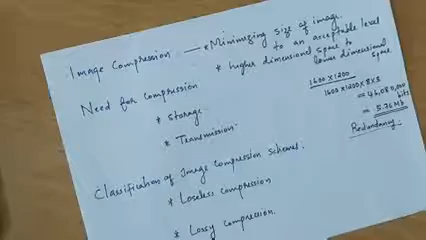 Image Compression — * Minimizing size of image.
to an acceptable level
* higher dimensional space to
lower dimensional
space
Need for compression
* Storage
* Transmission
1600 x 1200
1600 x 1200 x 8 x 3
= 46,080,000
bits
= 5.76 Mb
Redundancy.
Classification of Image compression schemes.
* Loseless compression
* Lossy compression.